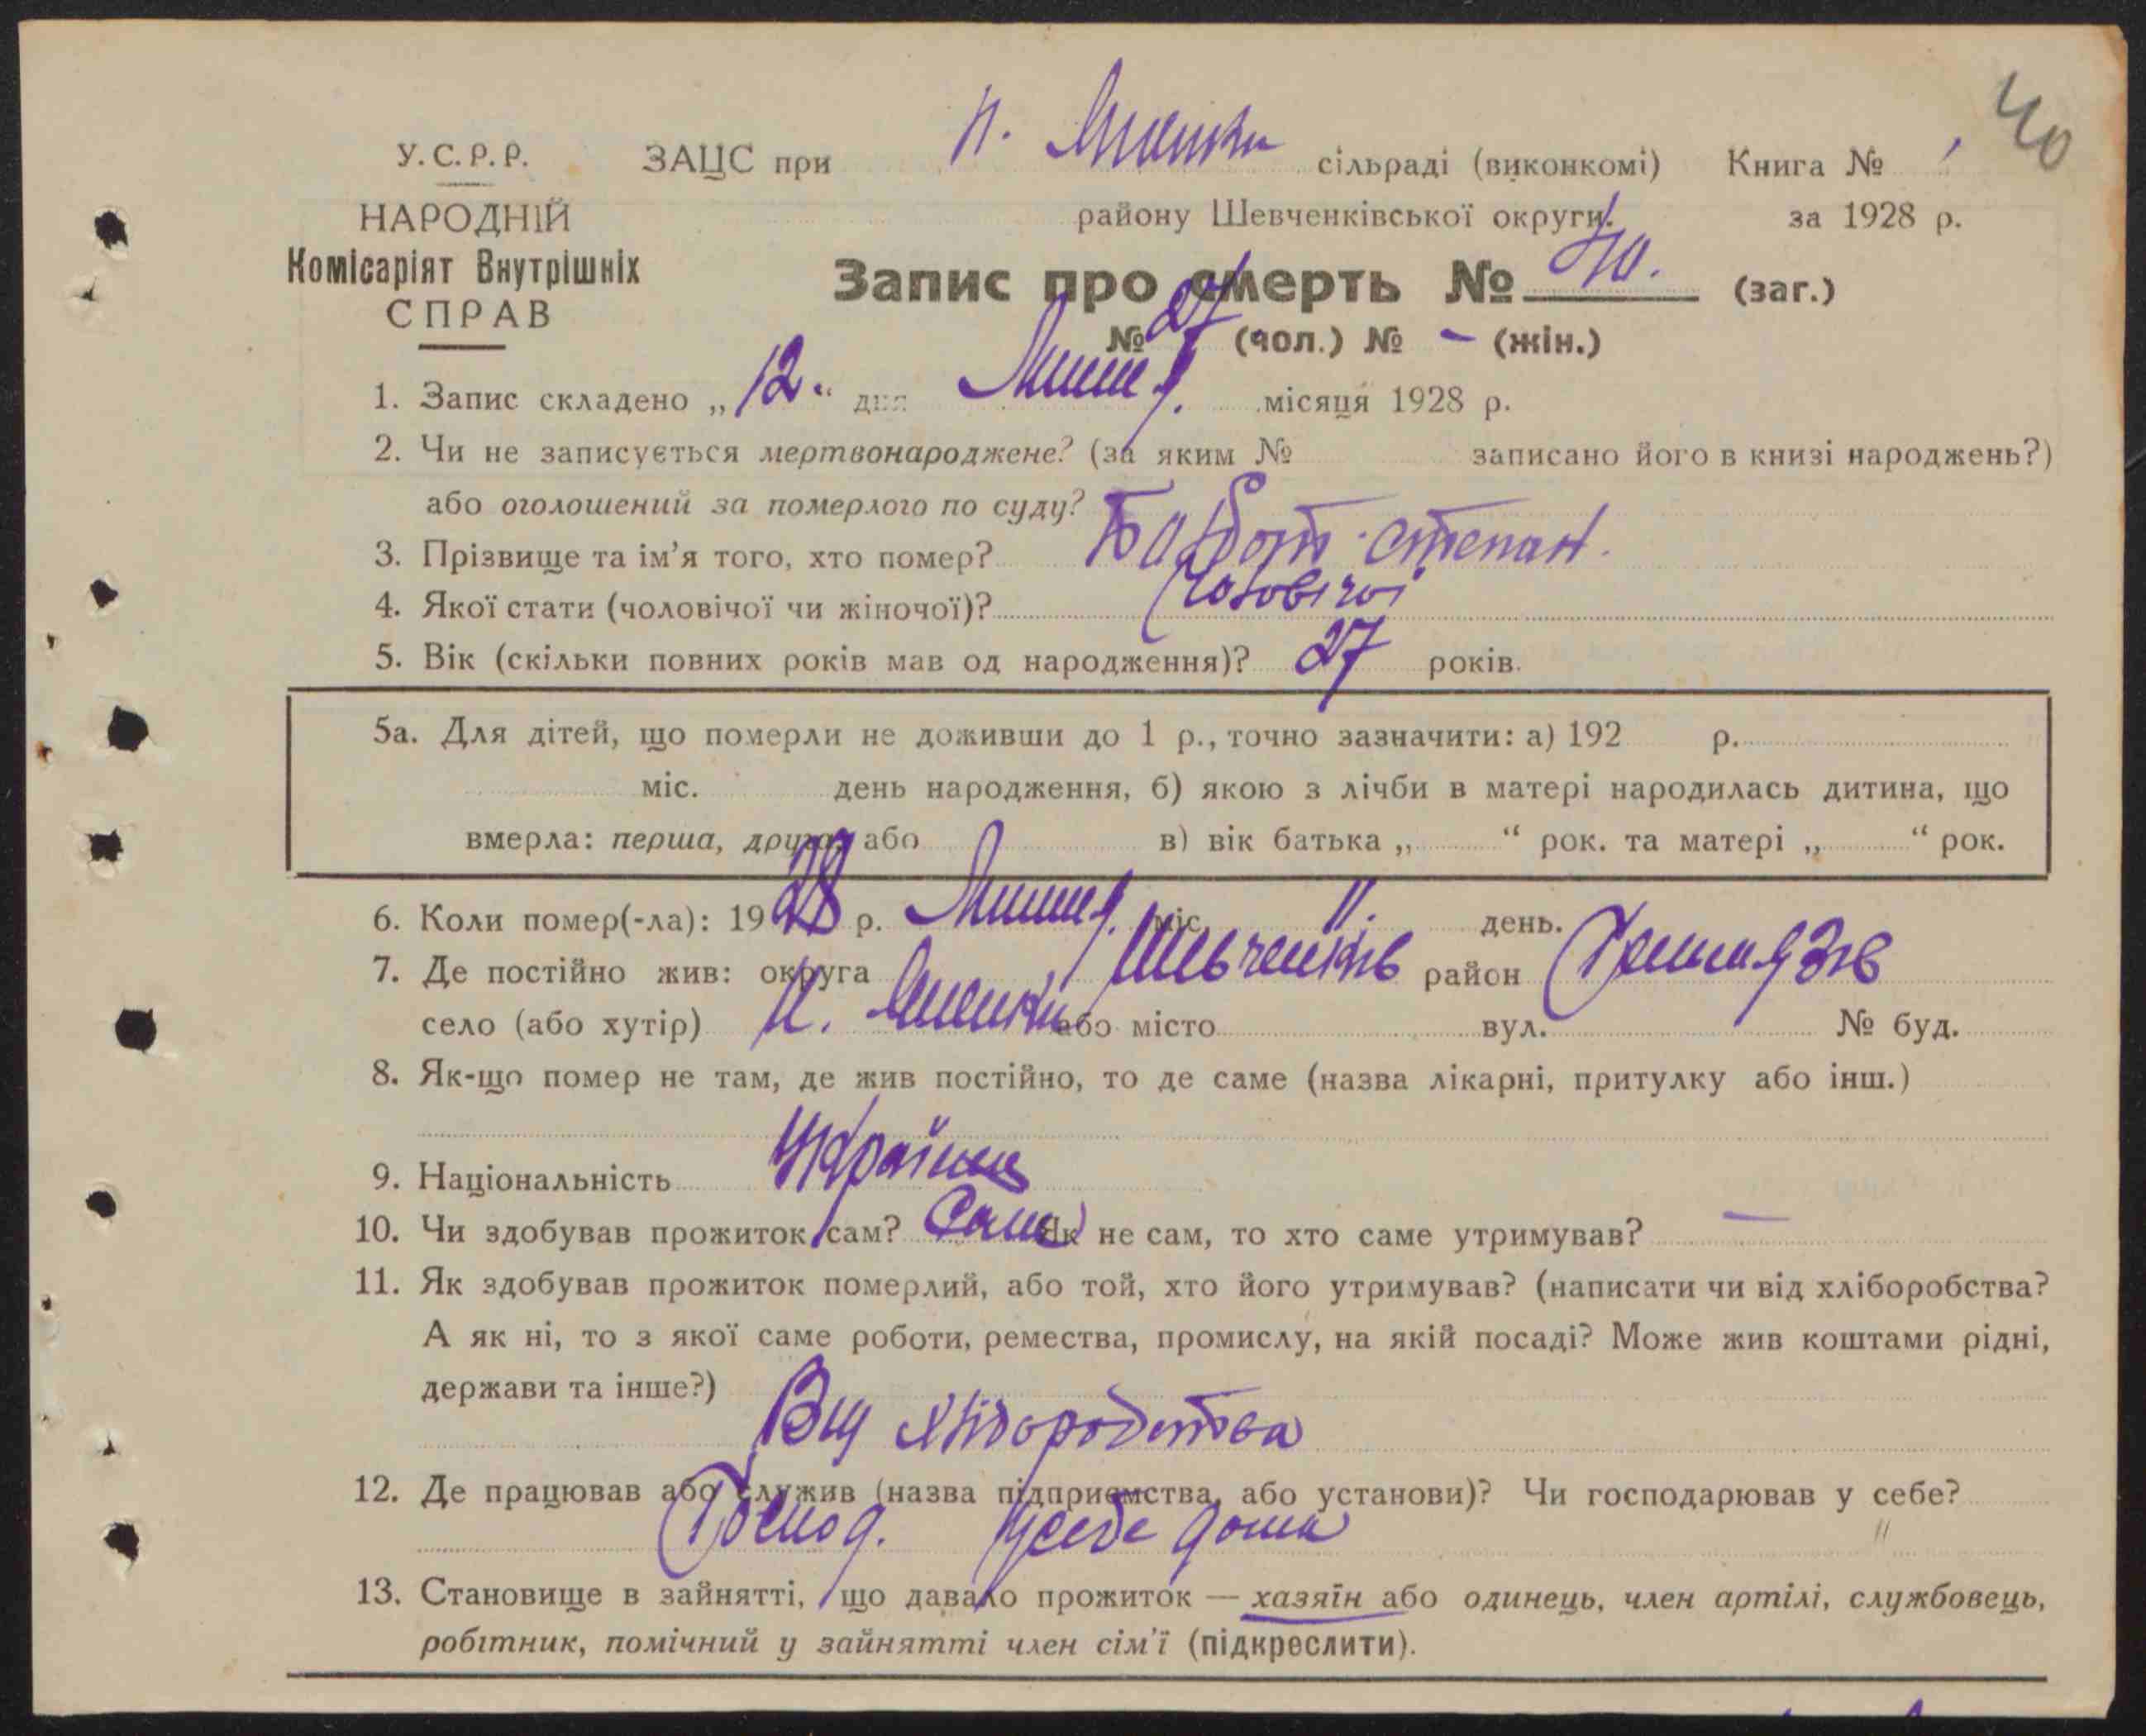 40
У.С.Р.Р. ЗАЦС при Н. сільраді (виконкомі) Книга №
НАРОДНІЙ району Шевченківської округи. за 1928 р.
Комісаріят Внутрішніх
СПРАВ
Запис про смерть № 40. (заг.)
№ 27 (чол.) № – (жін.)
1. Запис складено „12“ дня місяця 1928 р.
2. Чи не записується мертвонароджене? (за яким № записано його в книзі народжень?)
або оголошений за померлого по суду?
3. Прізвище та ім'я того, хто помер? Степан.
4. Якої стати (чоловічої чи жіночої)? Чоловічої
5. Вік (скільки повних років мав од народження)? 27 років.
5а. Для дітей, що померли не доживши до 1 р., точно зазначити: а) 192 р.
міс. день народження, б) якою з лічби в матері народилась дитина, що
вмерла: перша, друга, або в) вік батька „ “ рок. та матері „ “ рок.
6. Коли помер(-ла): 1928 р. міс. 11. день.
7. Де постійно жив: округа Шевченків район
село (або хутір) Н. або місто вул. № буд.
8. Як-що помер не там, де жив постійно, то де саме (назва лікарні, притулку або інш.)
9. Національність Українец
10. Чи здобував прожиток сам? Сам Як не сам, то хто саме утримував? —
11. Як здобував прожиток померлий, або той, хто його утримував? (написати чи від хліборобства?
А як ні, то з якої саме роботи, ремества, промислу, на якій посаді? Може жив коштами рідні,
держави та інше?)
Від хліборобства
12. Де працював або служив (назва підприємства, або установи)? Чи господарював у себе?
Господ. у себе дома
13. Становище в зайнятті, що давало прожиток — хазяїн або одинець, член артілі, службовець,
робітник, помічний у зайнятті член сім'ї (підкреслити).